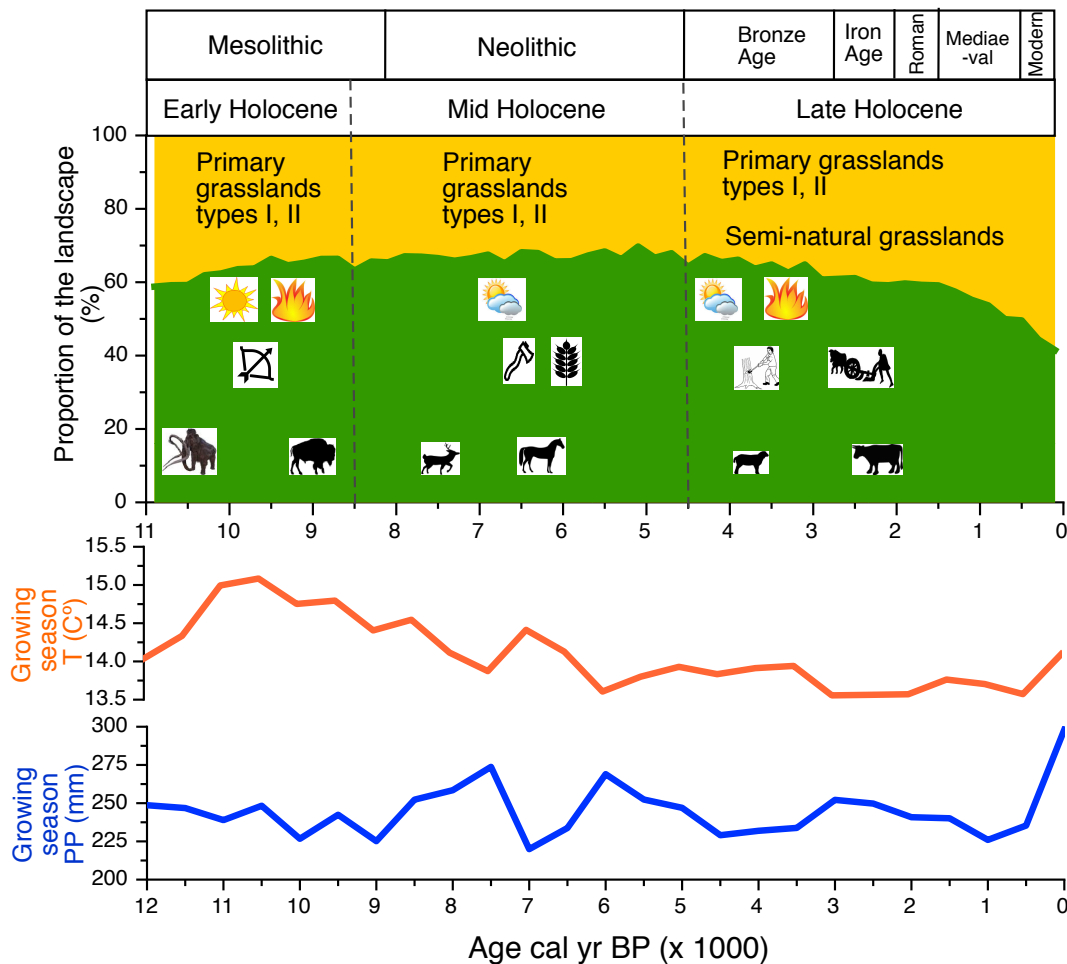 Mesolithic
Neolithic
Bronze
Age
Iron
Age
Roman
Mediae
-val
Modern
Early Holocene
Mid Holocene
Late Holocene
Proportion of the landscape
(%)
100
80
60
40
20
0
Primary
grasslands
types I, II
Primary
grasslands
types I, II
Primary grasslands
types I, II
Semi-natural grasslands
11 10 9 8 7 6 5 4 3 2 1 0
Growing
season
T (Cº)
15.5
15.0
14.5
14.0
13.5
Growing
season
PP (mm)
300
275
250
225
200
12 11 10 9 8 7 6 5 4 3 2 1 0
Age cal yr BP (x 1000)